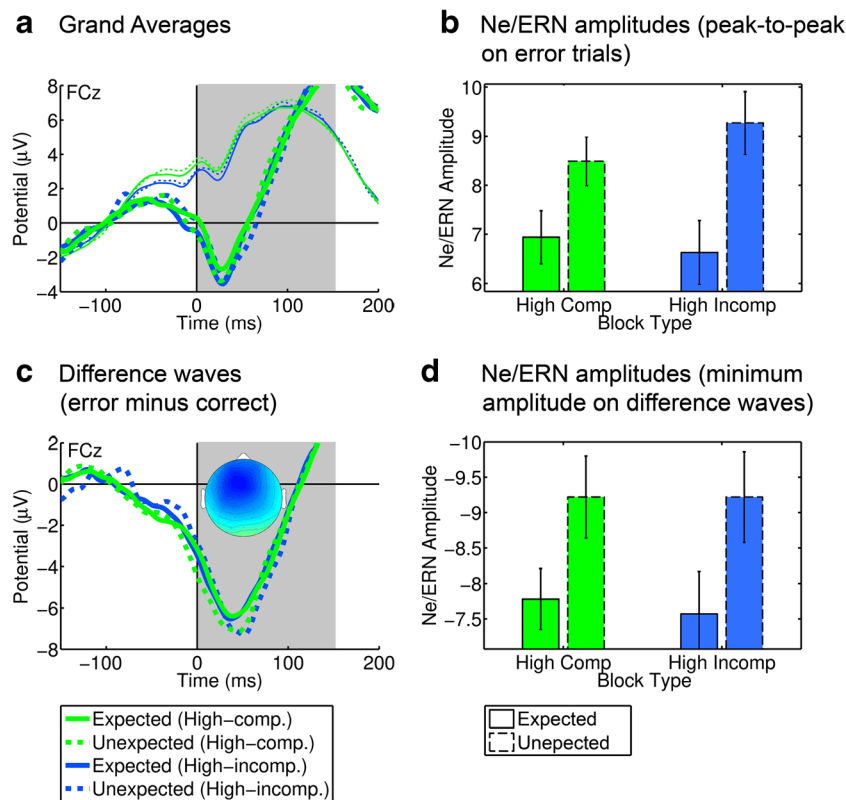 a Grand Averages
FCz
8
6
4
2
0
−2
−4
Potential (µV)
−100
0
100
200
Time (ms)
b Ne/ERN amplitudes (peak-to-peak
on error trials)
10
9
8
7
6
Ne/ERN Amplitude
High Comp
High Incomp
Block Type
c Difference waves
(error minus correct)
FCz
2
0
−2
−4
−6
−8
Potential (µV)
−100
0
100
200
Time (ms)
Expected (High−comp.)
Unexpected (High−comp.)
Expected (High−incomp.)
Unexpected (High−incomp.)
d Ne/ERN amplitudes (minimum
amplitude on difference waves)
−10
−9.5
−9
−8.5
−8
−7.5
Ne/ERN Amplitude
High Comp
High Incomp
Block Type
Expected
Unepected